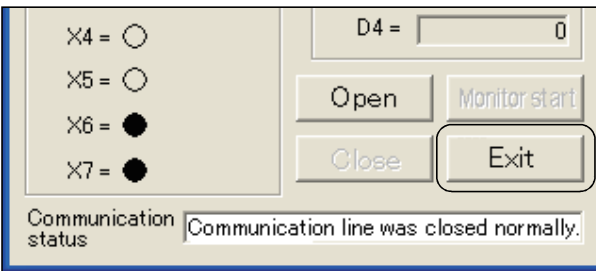 X4 = ○
D4 = 0
X5 = ○
Open Monitor start
X6 = ●
Close Exit
X7 = ●
Communication status
Communication line was closed normally.